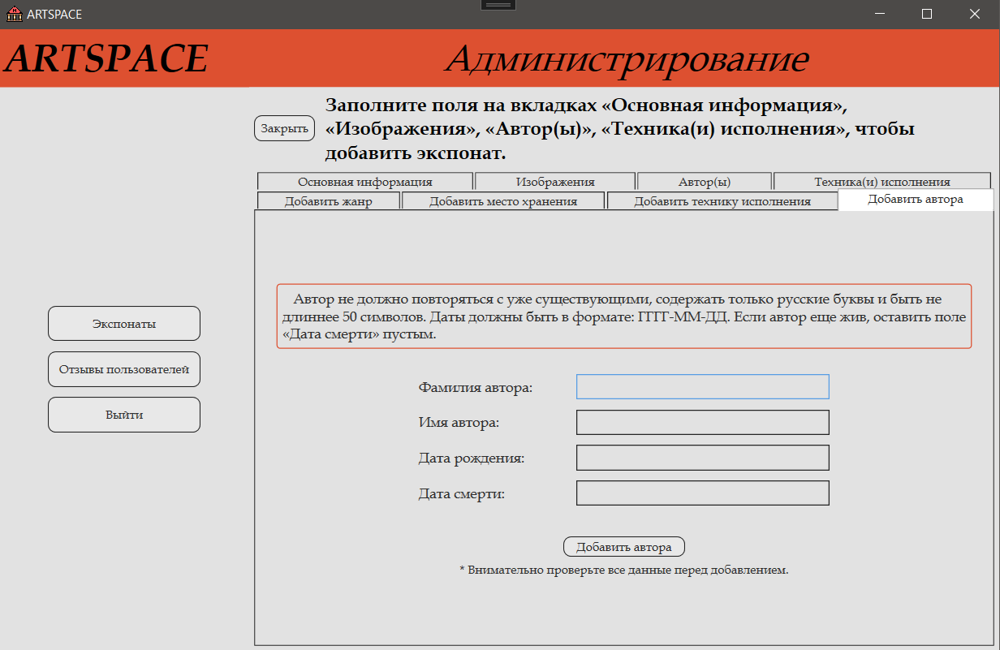 ARTSPACE
ARTSPACE
Администрирование
Закрыть
Заполните поля на вкладках «Основная информация»,
«Изображения», «Автор(ы)», «Техника(и) исполнения», чтобы
добавить экспонат.
Основная информация
Изображения
Автор(ы)
Техника(и) исполнения
Добавить жанр
Добавить место хранения
Добавить технику исполнения
Добавить автора
Экспонаты
Отзывы пользователей
Выйти
Автор не должно повторяться с уже существующими, содержать только русские буквы и быть не
длиннее 50 символов. Даты должны быть в формате: ГГГГ-ММ-ДД. Если автор еще жив, оставить поле
«Дата смерти» пустым.
Фамилия автора:
Имя автора:
Дата рождения:
Дата смерти:
Добавить автора
* Внимательно проверьте все данные перед добавлением.